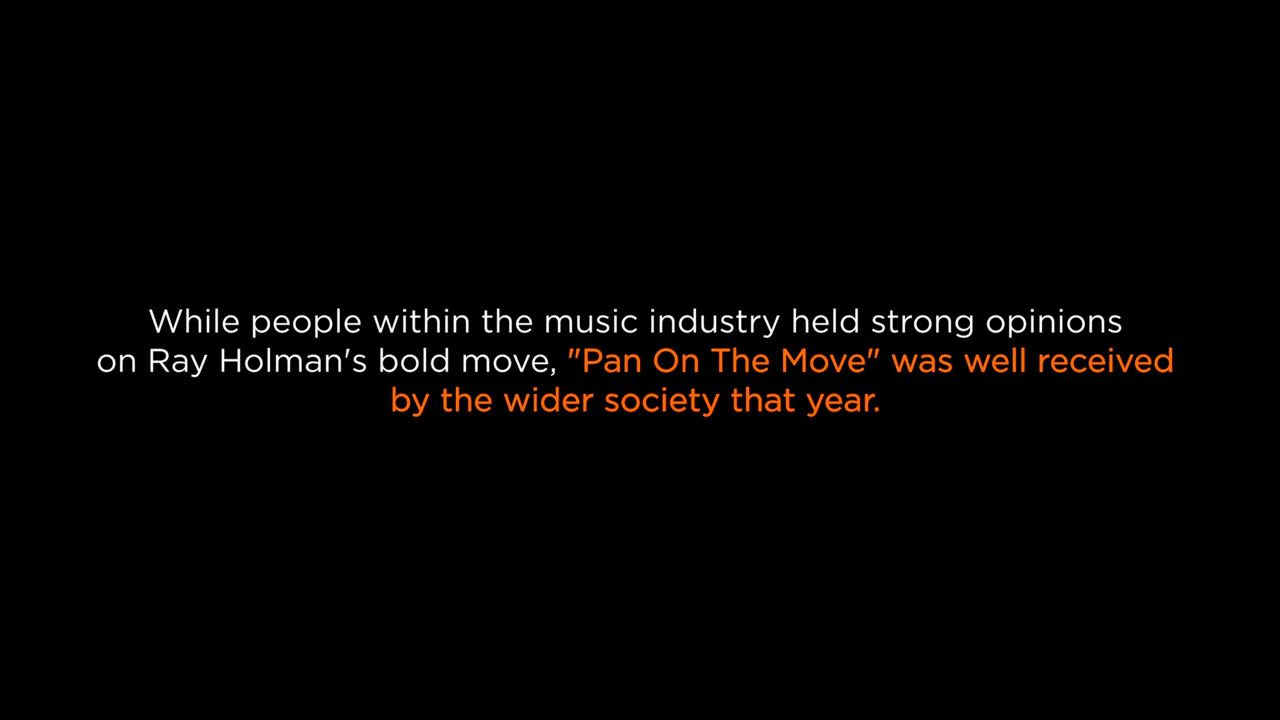 While people within the music industry held strong opinions
on Ray Holman's bold move, "Pan On The Move" was well received
by the wider society that year.